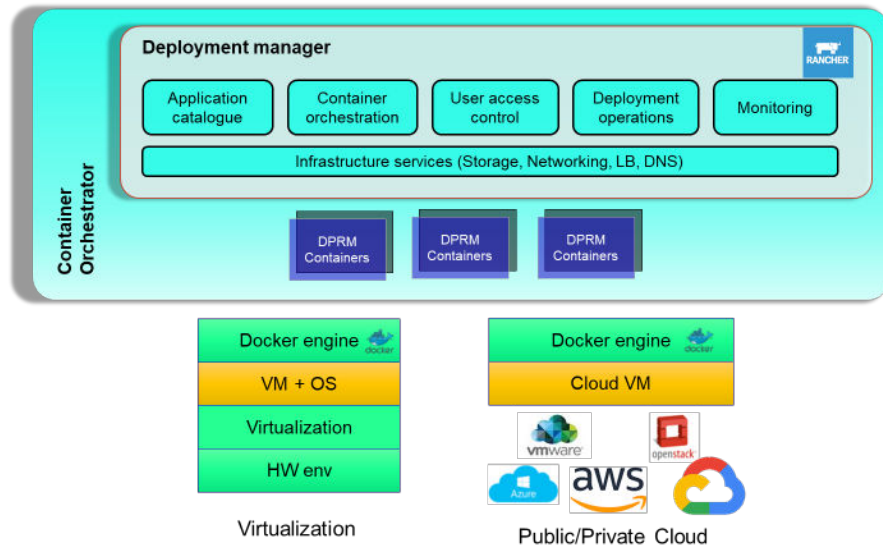 Deployment manager
RANCHER
Application
catalogue
Container
orchestration
User access
control
Deployment
operations
Monitoring
Infrastructure services (Storage, Networking, LB, DNS)
Container
Orchestrator
DPRM
Containers
DPRM
Containers
DPRM
Containers
Docker engine
docker
VM + OS
Virtualization
HW env
Virtualization
Docker engine
docker
Cloud VM
vmware
openstack
Azure
aws
Public/Private Cloud